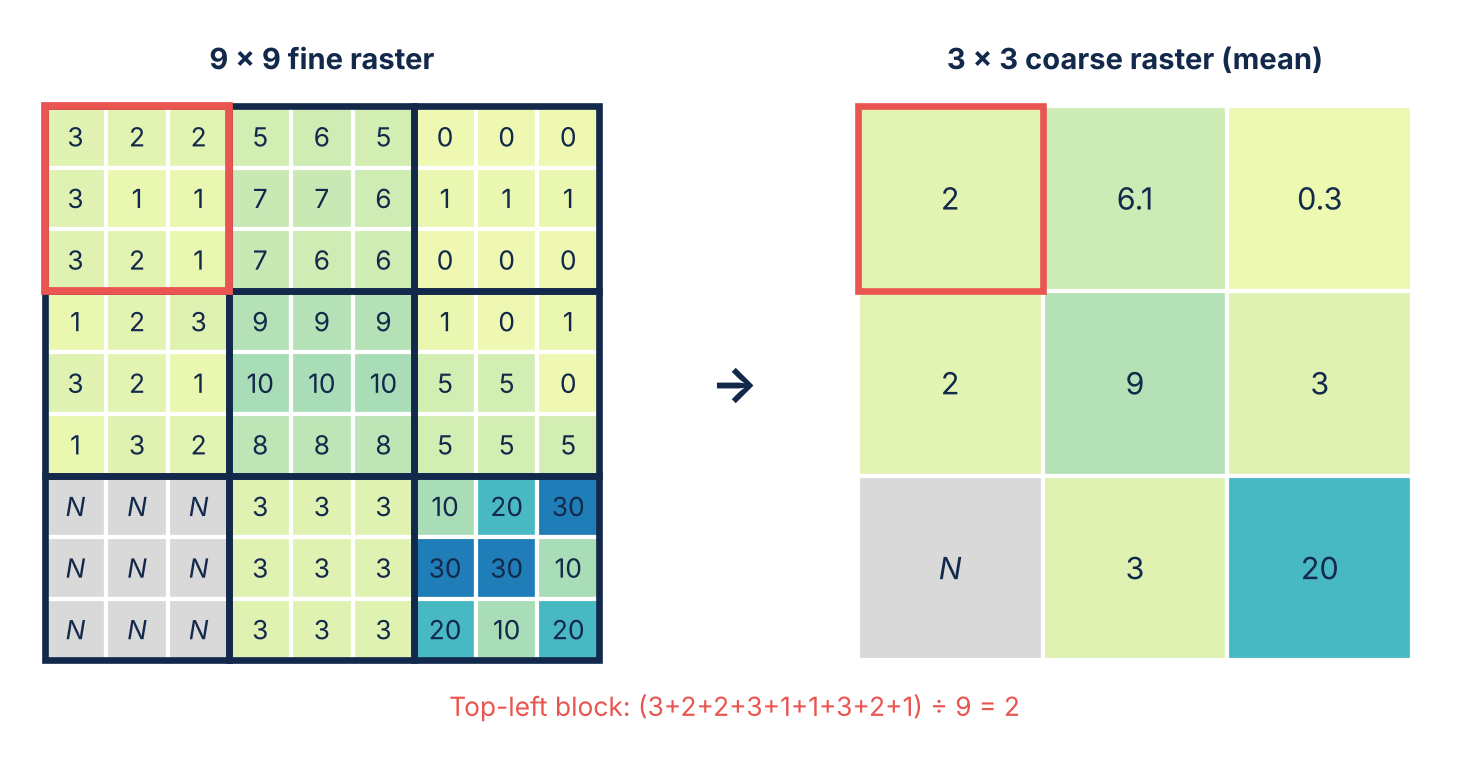 9 × 9 fine raster
3 × 3 coarse raster (mean)
3 2 2 5 6 5 0 0 0
3 1 1 7 7 6 1 1 1
3 2 1 7 6 6 0 0 0
1 2 3 9 9 9 1 0 1
3 2 1 10 10 10 5 5 0
1 3 2 8 8 8 5 5 5
N N N 3 3 3 10 20 30
N N N 3 3 3 30 30 10
N N N 3 3 3 20 10 20
→
2 6.1 0.3
2 9 3
N 3 20
Top-left block: (3+2+2+3+1+1+3+2+1) ÷ 9 = 2